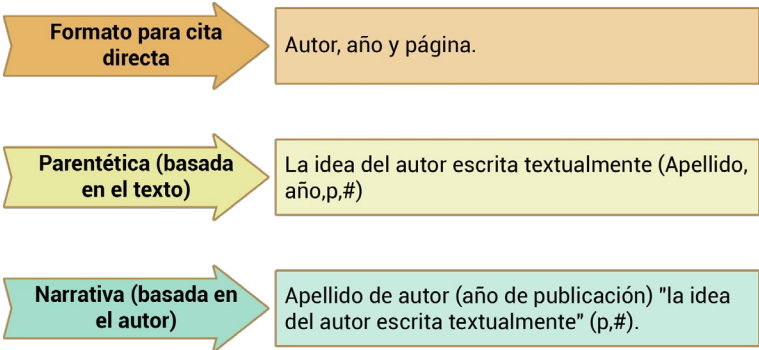 Formato para cita
directa
Autor, año y página.
Parentética (basada
en el texto)
La idea del autor escrita textualmente (Apellido,
año,p,#)
Narrativa (basada en
el autor)
Apellido de autor (año de publicación) "la idea
del autor escrita textualmente" (p,#).